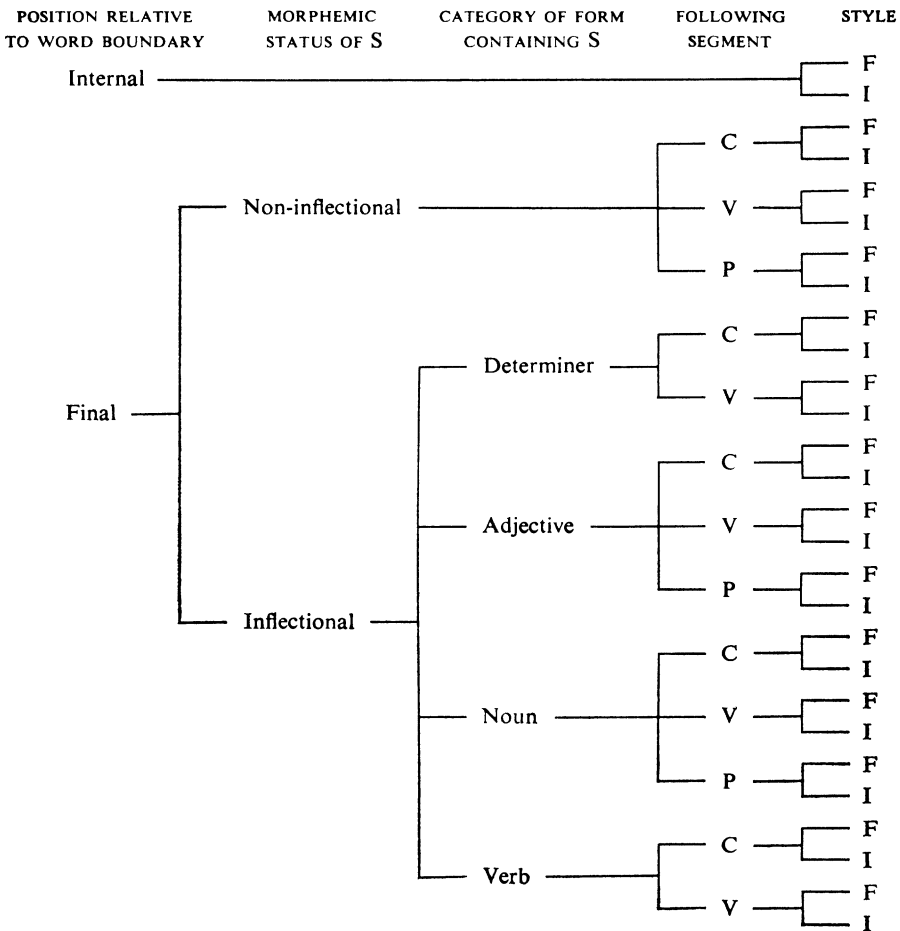 POSITION RELATIVE TO WORD BOUNDARY
MORPHEMIC STATUS OF S
CATEGORY OF FORM CONTAINING S
FOLLOWING SEGMENT
STYLE
Internal
F
I
Final
Non-inflectional
C
F
I
V
F
I
P
F
I
Inflectional
Determiner
C
F
I
V
F
I
Adjective
C
F
I
V
F
I
P
F
I
Noun
C
F
I
V
F
I
P
F
I
Verb
C
F
I
V
F
I